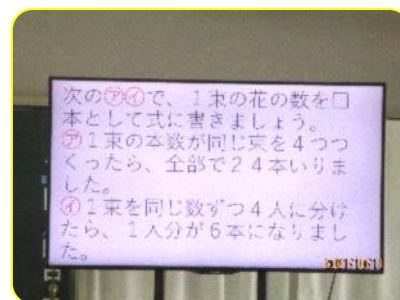 次の㋐㋑で、１束の花の数を□
本として式に書きましょう。
㋐１束の本数が同じ束を４つつ
くったら、全部で２４本いりま
した。
㋑１束を同じ数ずつ４人に分け
たら、１人分が６本になりまし
た。